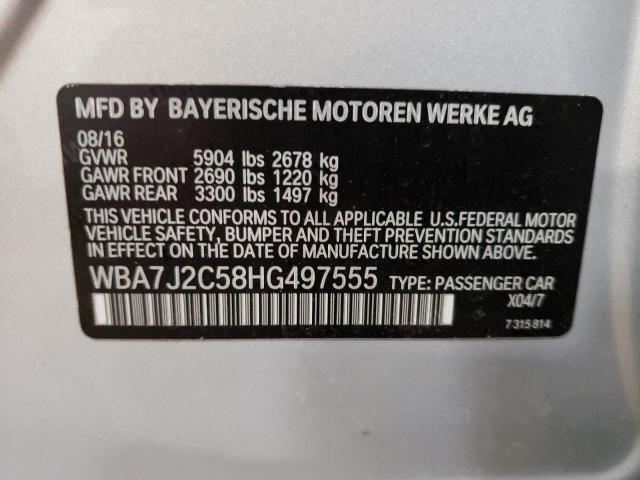 MFD BY BAYERISCHE MOTOREN WERKE AG
08/16
GVWR 5904 lbs 2678 kg
GAWR FRONT 2690 lbs 1220 kg
GAWR REAR 3300 lbs 1497 kg
THIS VEHICLE CONFORMS TO ALL APPLICABLE U.S.FEDERAL MOTOR
VEHICLE SAFETY, BUMPER AND THEFT PREVENTION STANDARDS
IN EFFECT ON THE DATE OF MANUFACTURE SHOWN ABOVE.
WBA7J2C58HG497555 TYPE: PASSENGER CAR
X04/7
7 315 814